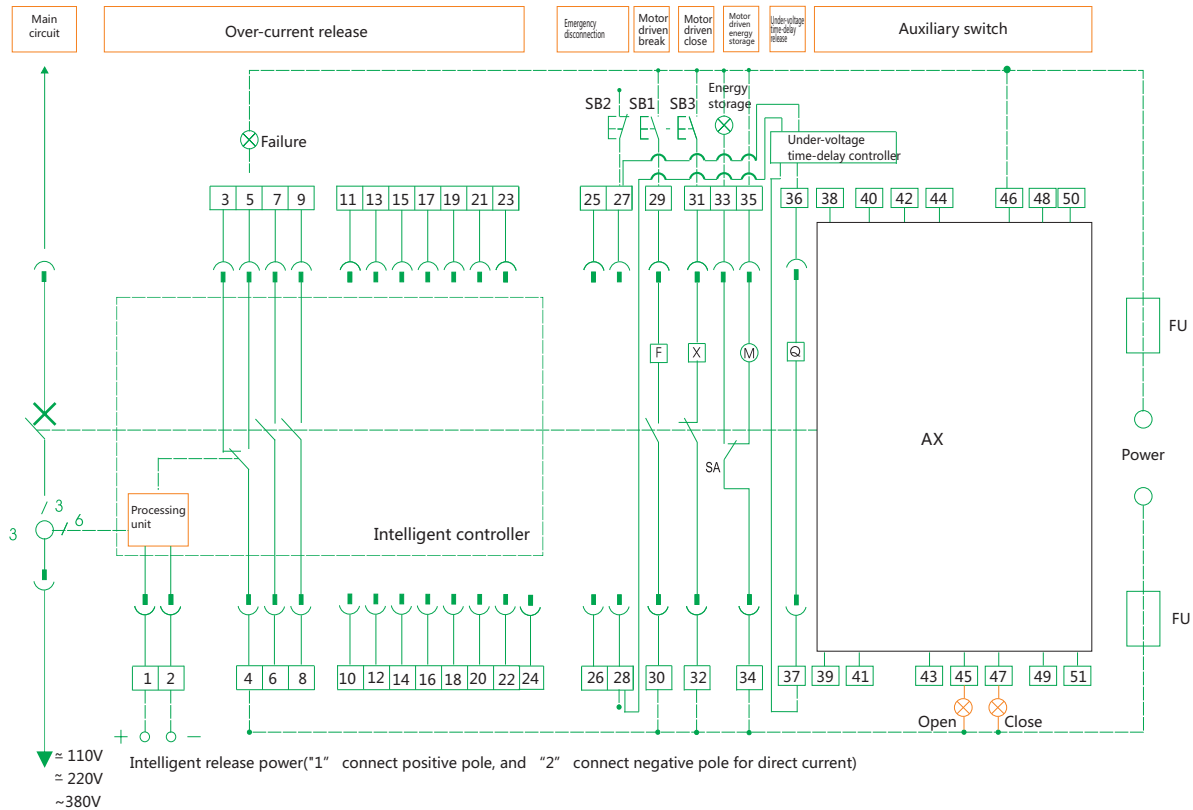 Main
circuit
Over-current release
Emergency
disconnection
Motor
driven
break
Motor
driven
close
Motor
driven
energy
storage
Under-voltage
time-delay
release
Auxiliary switch
Failure
SB2
SB1
SB3
Energy
storage
Under-voltage
time-delay controller
3 5 7 9
11 13 15 17 19 21 23
25 27 29 31 33 35 36
38 40 42 44 46 48 50
F X M Q
FU
Power
FU
AX
SA
3
3
6
Processing
unit
Intelligent controller
1 2
4 6 8
10 12 14 16 18 20 22 24
26 28 30 32 34 37
39 41 43 45 47 49 51
Open
Close
+ −
≃ 110V
≃ 220V
~380V
Intelligent release power("1" connect positive pole, and “2” connect negative pole for direct current)